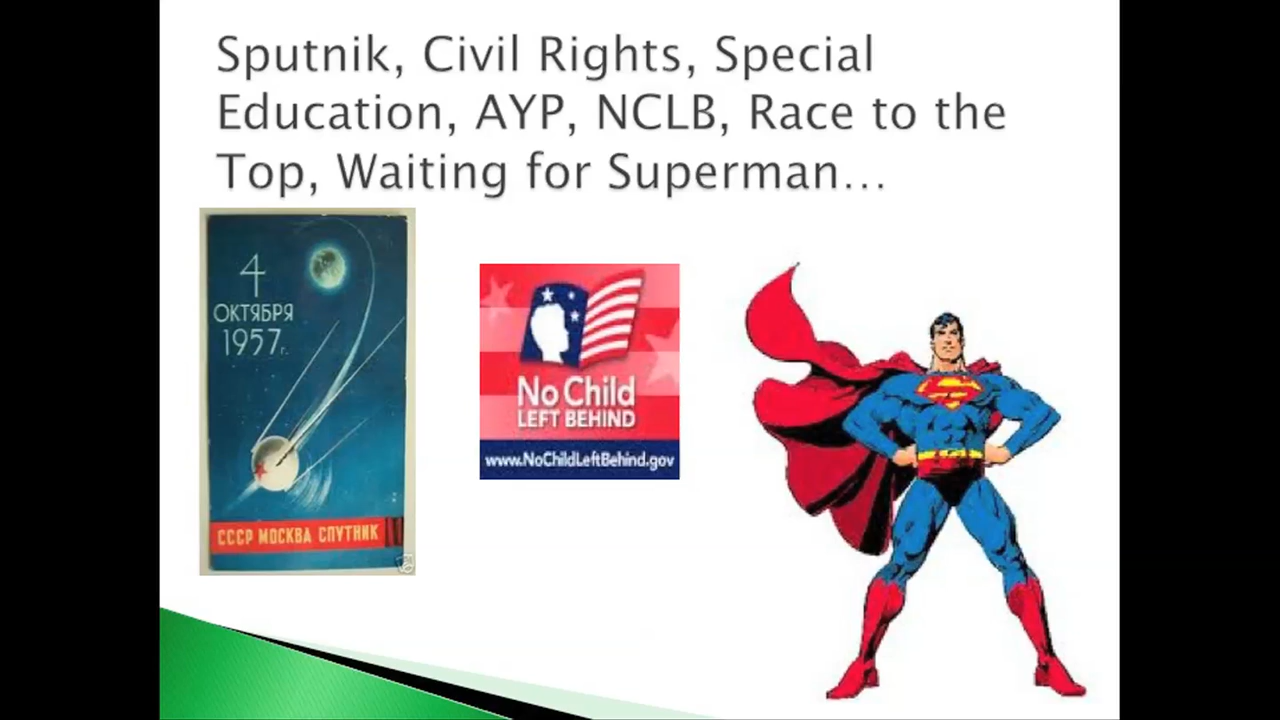 Sputnik, Civil Rights, Special
Education, AYP, NCLB, Race to the
Top, Waiting for Superman...
4
ОКТЯБРЯ
1957г.
СССР МОСКВА СПУТНИК
No Child
LEFT BEHIND
www.NoChildLeftBehind.gov
S